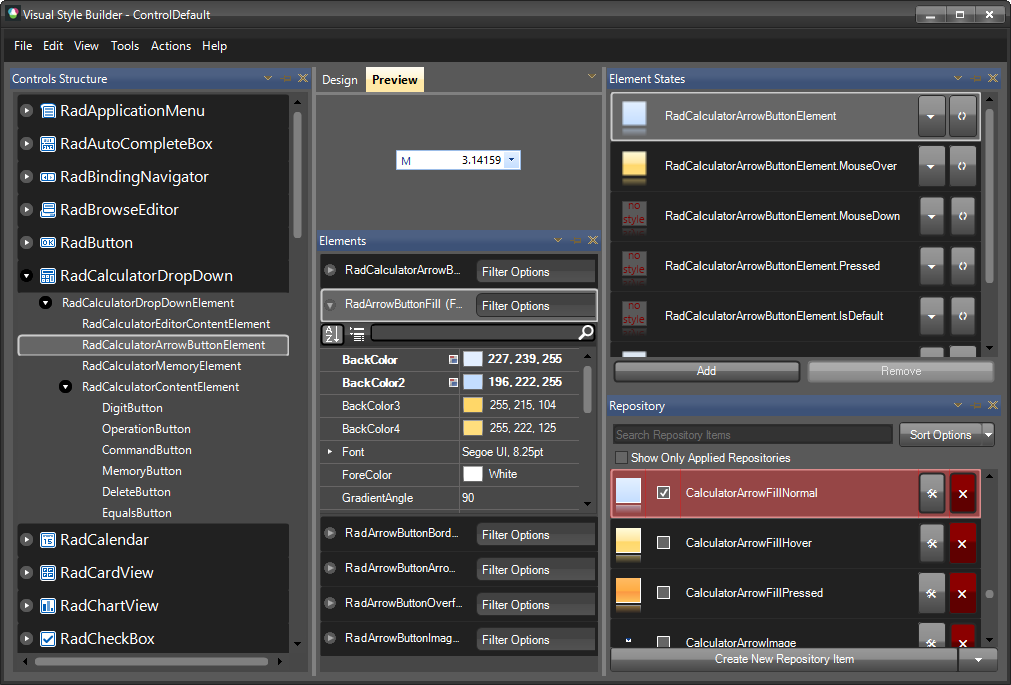 Visual Style Builder - ControlDefault
File Edit View Tools Actions Help
Controls Structure
RadApplicationMenu
RadAutoCompleteBox
RadBindingNavigator
RadBrowseEditor
RadButton
RadCalculatorDropDown
RadCalculatorDropDownElement
RadCalculatorEditorContentElement
RadCalculatorArrowButtonElement
RadCalculatorMemoryElement
RadCalculatorContentElement
DigitButton
OperationButton
CommandButton
MemoryButton
DeleteButton
EqualsButton
RadCalendar
RadCardView
RadChartView
RadCheckBox
Design Preview
M 3.14159
Elements
RadCalculatorArrowB... Filter Options
RadArrowButtonFill (F... Filter Options
BackColor 227, 239, 255
BackColor2 196, 222, 255
BackColor3 255, 215, 104
BackColor4 255, 222, 125
Font Segoe UI, 8.25pt
ForeColor White
GradientAngle 90
RadArrowButtonBord... Filter Options
RadArrowButtonArro... Filter Options
RadArrowButtonOverf... Filter Options
RadArrowButtonImag... Filter Options
Element States
RadCalculatorArrowButtonElement
RadCalculatorArrowButtonElement.MouseOver
no style RadCalculatorArrowButtonElement.MouseDown
no style RadCalculatorArrowButtonElement.Pressed
no style RadCalculatorArrowButtonElement.IsDefault
Add Remove
Repository
Search Repository Items Sort Options
Show Only Applied Repositories
CalculatorArrowFillNormal
CalculatorArrowFillHover
CalculatorArrowFillPressed
CalculatorArrowImage
Create New Repository Item